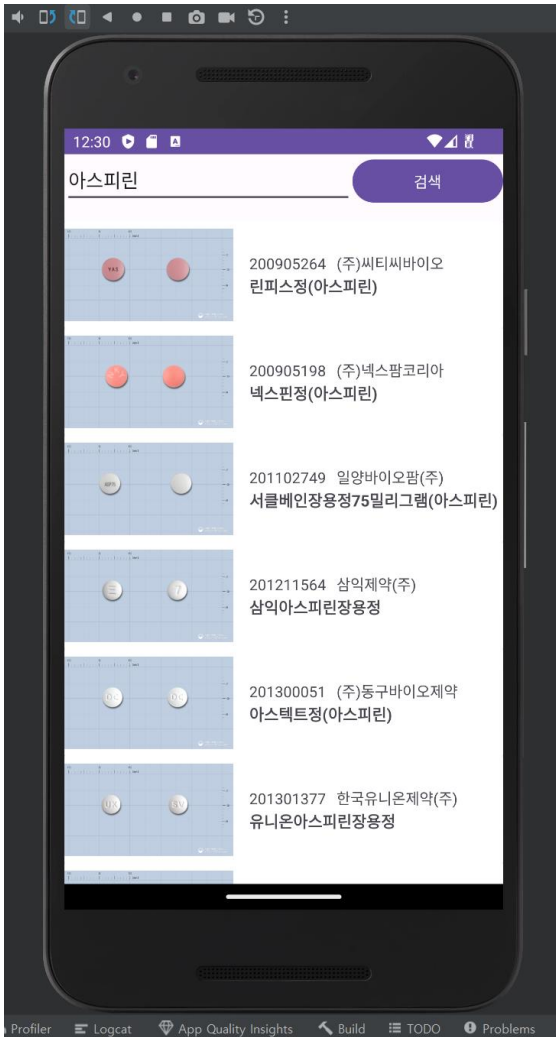 12:30
아스피린
검색
200905264 (주)씨티씨바이오
린피스정(아스피린)
200905198 (주)넥스팜코리아
넥스핀정(아스피린)
201102749 일양바이오팜(주)
서클베인장용정75밀리그램(아스피린)
201211564 삼익제약(주)
삼익아스피린장용정
201300051 (주)동구바이오제약
아스텍트정(아스피린)
201301377 한국유니온제약(주)
유니온아스피린장용정
Profiler Logcat App Quality Insights Build TODO Problems